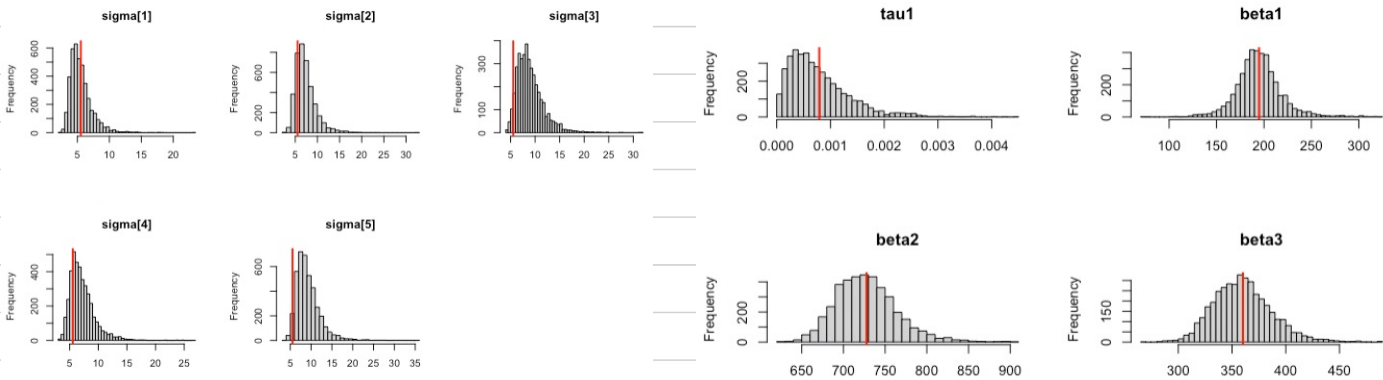 sigma[1]
Frequency
0 200 400 600
5 10 15 20
sigma[2]
Frequency
0 200 600
5 10 15 20 25 30
sigma[3]
Frequency
0 100 300
5 10 15 20 25 30
tau1
Frequency
0 200
0.000 0.001 0.002 0.003 0.004
beta1
Frequency
0 200
100 150 200 250 300
sigma[4]
Frequency
0 200 400
5 10 15 20 25
sigma[5]
Frequency
0 200 600
5 10 15 20 25 30 35
beta2
Frequency
0 200
650 700 750 800 850 900
beta3
Frequency
0 150
300 350 400 450